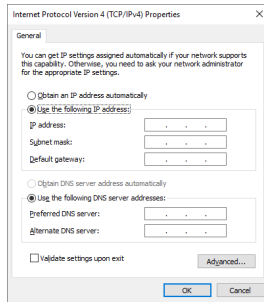 Internet Protocol Version 4 (TCP/IPv4) Properties
General
You can get IP settings assigned automatically if your network supports
this capability. Otherwise, you need to ask your network administrator
for the appropriate IP settings.
Obtain an IP address automatically
Use the following IP address:
IP address:
Subnet mask:
Default gateway:
Obtain DNS server address automatically
Use the following DNS server addresses:
Preferred DNS server:
Alternate DNS server:
Validate settings upon exit
Advanced...
OK Cancel